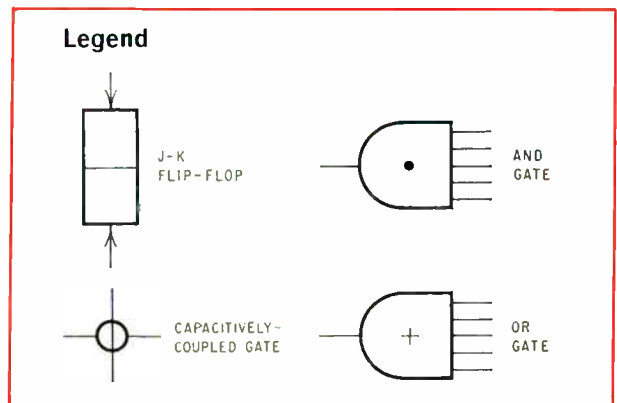 Legend
J-K
FLIP-FLOP
AND
GATE
CAPACITIVELY-
COUPLED GATE
OR
GATE